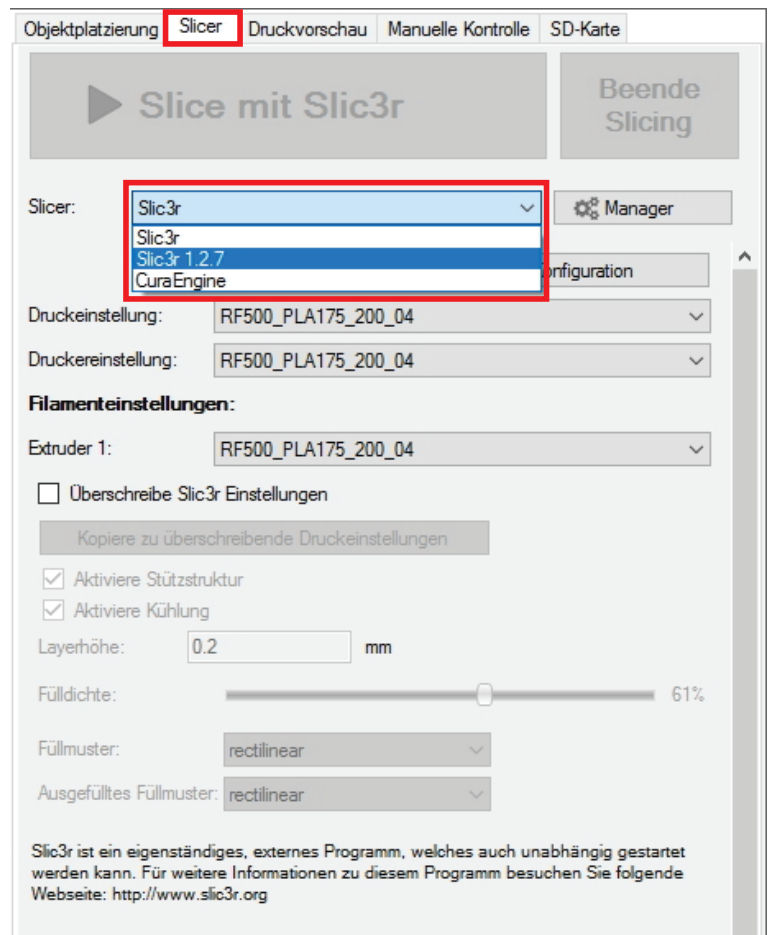 Objektplatzierung Slicer Druckvorschau Manuelle Kontrolle SD-Karte
Slice mit Slic3r
Beende
Slicing
Slicer: Slic3r Manager
Slic3r
Slic3r 1.2.7
CuraEngine
nfiguration
Druckeinstellung: RF500_PLA175_200_04
Druckereinstellung: RF500_PLA175_200_04
Filamenteinstellungen:
Extruder 1: RF500_PLA175_200_04
Überschreibe Slic3r Einstellungen
Kopiere zu überschreibende Druckeinstellungen
Aktiviere Stützstruktur
Aktiviere Kühlung
Layerhöhe: 0.2 mm
Fülldichte: 61%
Füllmuster: rectilinear
Ausgefülltes Füllmuster: rectilinear
Slic3r ist ein eigenständiges, externes Programm, welches auch unabhängig gestartet
werden kann. Für weitere Informationen zu diesem Programm besuchen Sie folgende
Webseite: http://www.slic3r.org